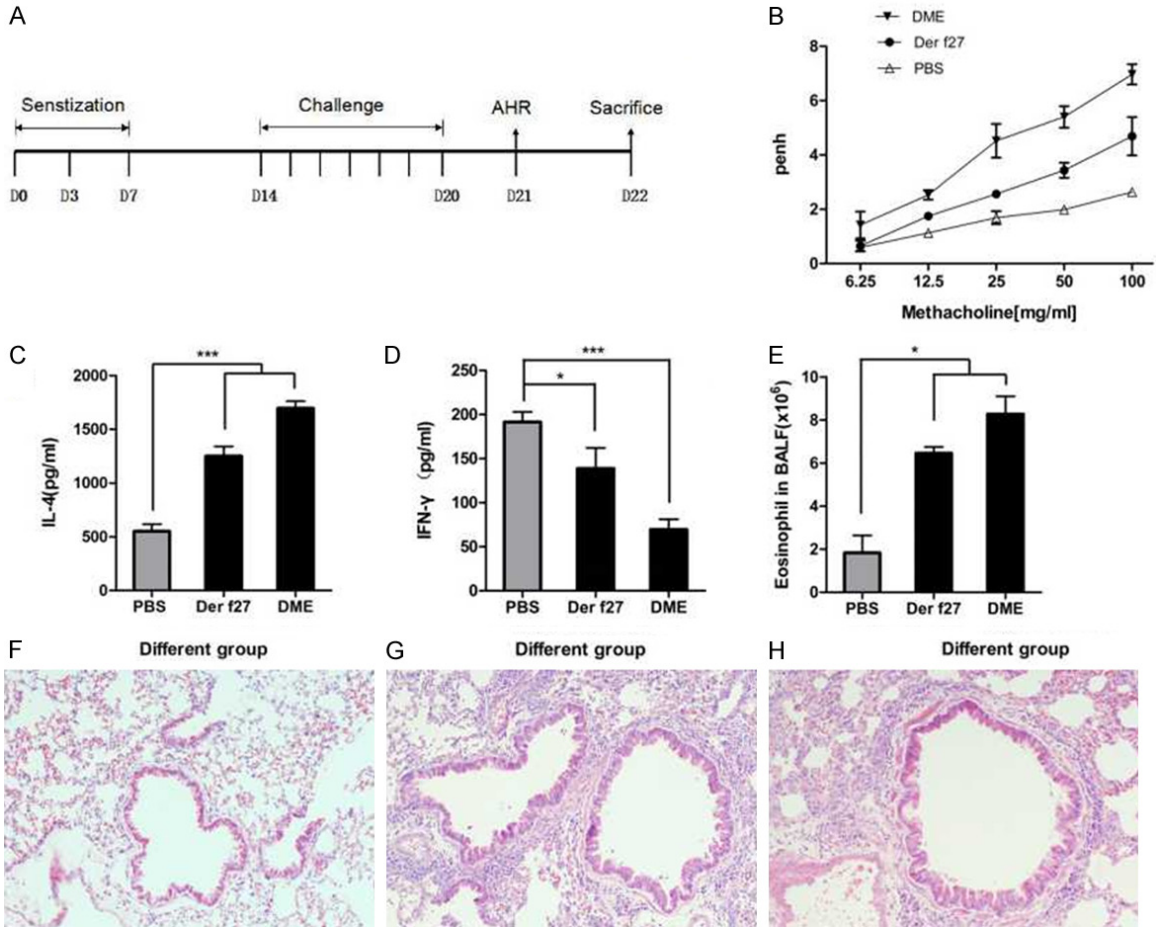 A
Senstization
Challenge
AHR
Sacrifice
D0 D3 D7 D14 D20 D21 D22
B
DME
Der f27
PBS
8
6
4
2
0
penh
6.25 12.5 25 50 100
Methacholine[mg/ml]
C
***
2000
1500
1000
500
0
IL-4(pg/ml)
PBS Der f27 DME
Different group
D
***
*
250
200
150
100
50
0
IFN-γ （pg/ml)
PBS Der f27 DME
Different group
E
*
10
8
6
4
2
0
Eosinophil in BALF(x10⁶)
PBS Der f27 DME
Different group
F
G
H